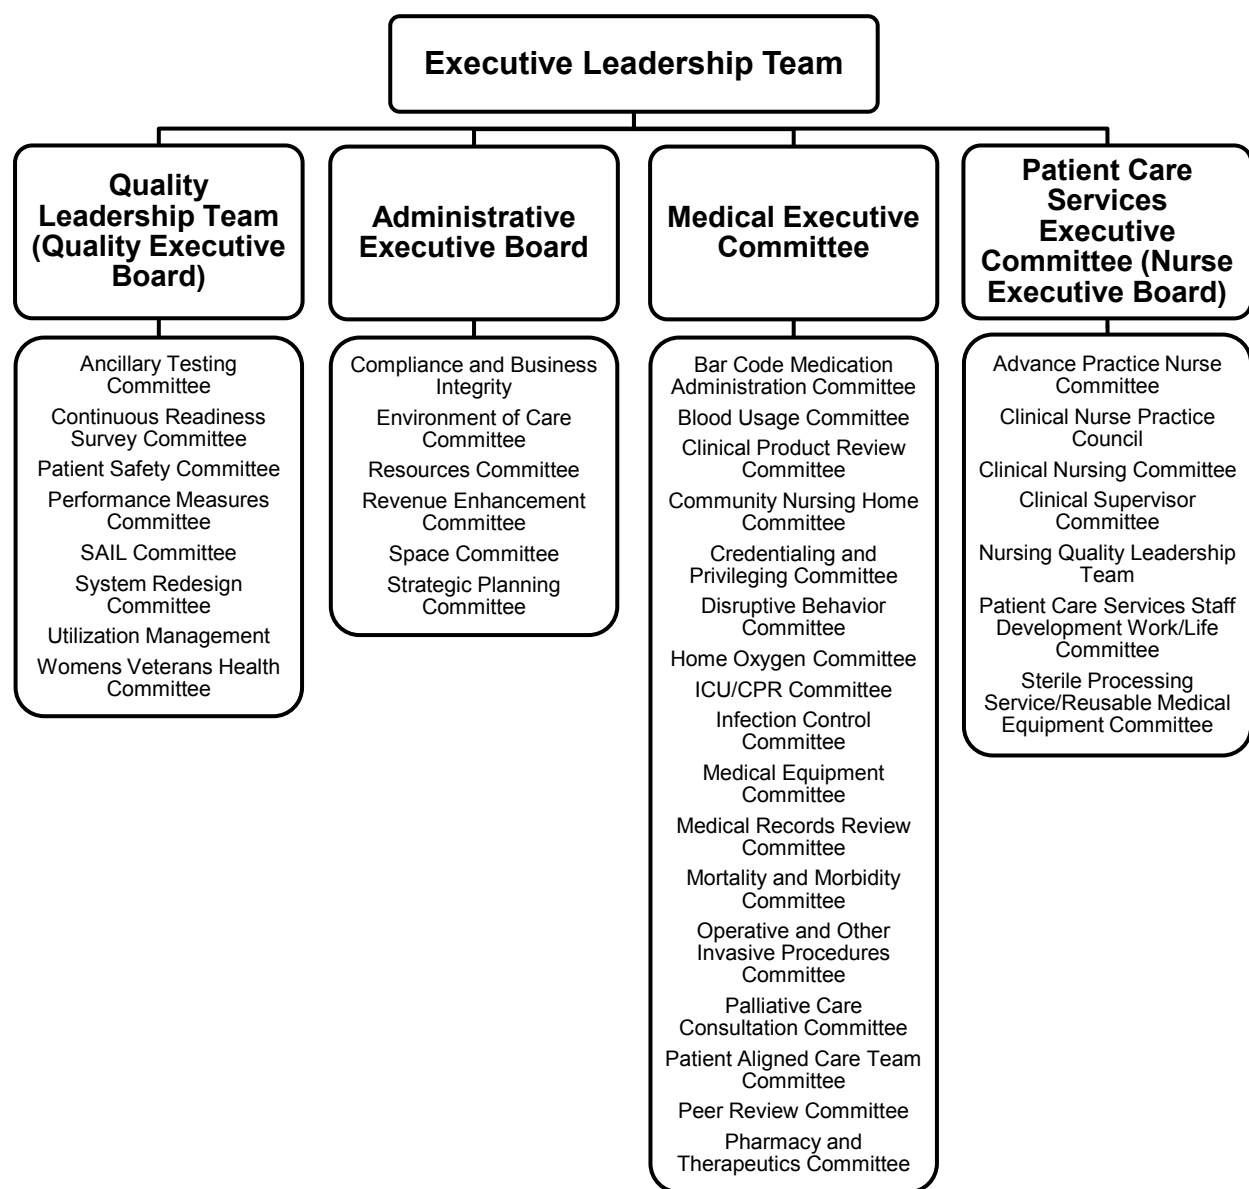 Executive Leadership Team
Quality
Leadership Team
(Quality Executive
Board)
Administrative
Executive Board
Medical Executive
Committee
Patient Care
Services
Executive
Committee (Nurse
Executive Board)
Ancillary Testing
Committee
Continuous Readiness
Survey Committee
Patient Safety Committee
Performance Measures
Committee
SAIL Committee
System Redesign
Committee
Utilization Management
Womens Veterans Health
Committee
Compliance and Business
Integrity
Environment of Care
Committee
Resources Committee
Revenue Enhancement
Committee
Space Committee
Strategic Planning
Committee
Bar Code Medication
Administration Committee
Blood Usage Committee
Clinical Product Review
Committee
Community Nursing Home
Committee
Credentialing and
Privileging Committee
Disruptive Behavior
Committee
Home Oxygen Committee
ICU/CPR Committee
Infection Control
Committee
Medical Equipment
Committee
Medical Records Review
Committee
Mortality and Morbidity
Committee
Operative and Other
Invasive Procedures
Committee
Palliative Care
Consultation Committee
Patient Aligned Care Team
Committee
Peer Review Committee
Pharmacy and
Therapeutics Committee
Advance Practice Nurse
Committee
Clinical Nurse Practice
Council
Clinical Nursing Committee
Clinical Supervisor
Committee
Nursing Quality Leadership
Team
Patient Care Services Staff
Development Work/Life
Committee
Sterile Processing
Service/Reusable Medical
Equipment Committee